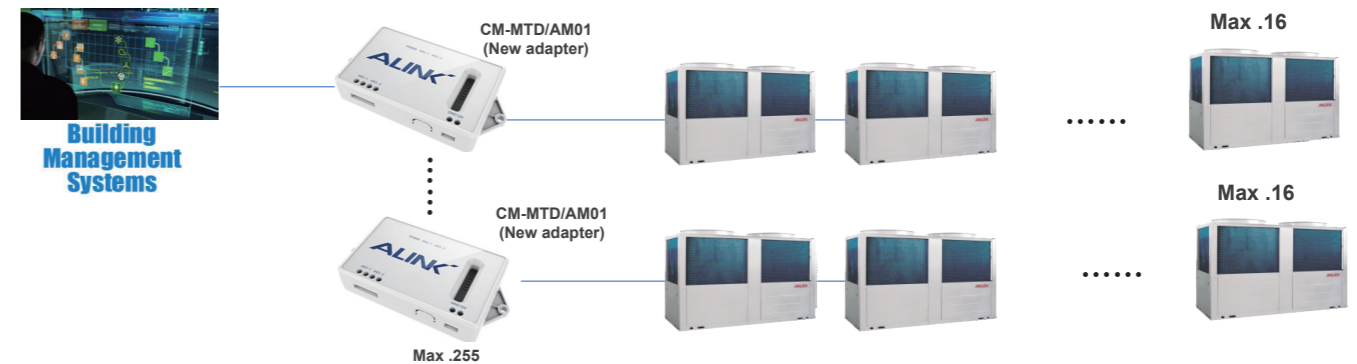 Max .16
CM-MTD/AM01
(New adapter)
ALINK
Building
Management
Systems
Max .16
CM-MTD/AM01
(New adapter)
ALINK
Max .255